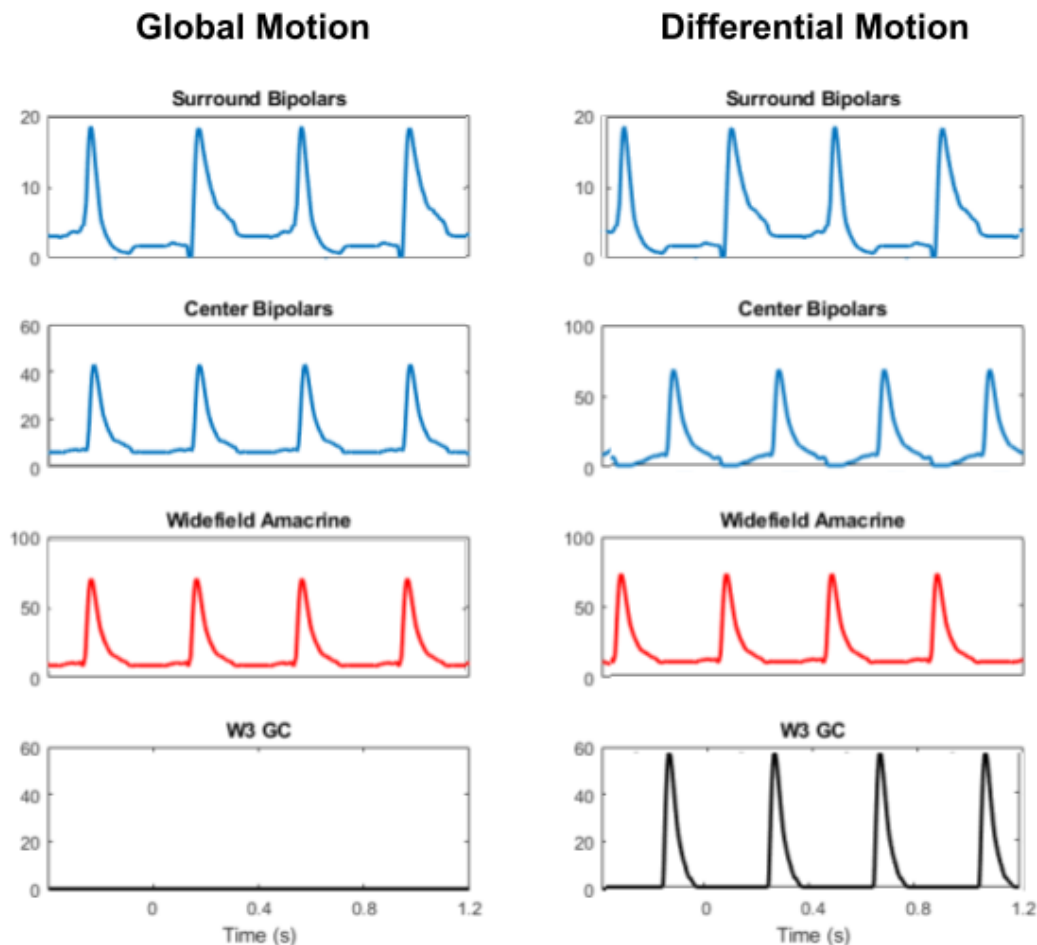 Global Motion
Surround Bipolars
20
10
0
Center Bipolars
60
40
20
0
Widefield Amacrine
100
50
0
W3 GC
60
40
20
0
0 0.4 0.8 1.2
Time (s)
Differential Motion
Surround Bipolars
20
10
0
Center Bipolars
100
50
0
Widefield Amacrine
100
50
0
W3 GC
60
40
20
0
0 0.4 0.8 1.2
Time (s)